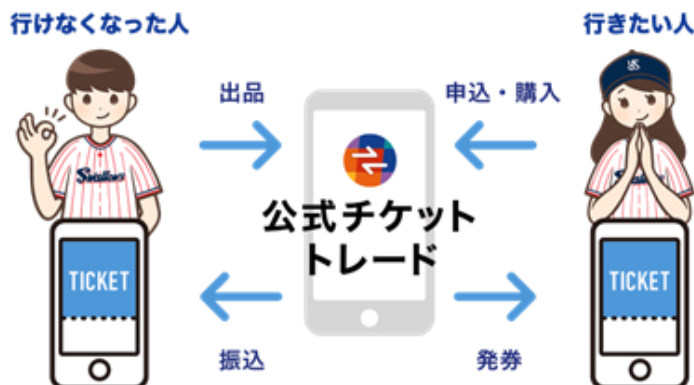 行けなくなった人
行きたい人
出品
申込・購入
Swallows
公式チケット
トレード
TICKET
TICKET
振込
発券